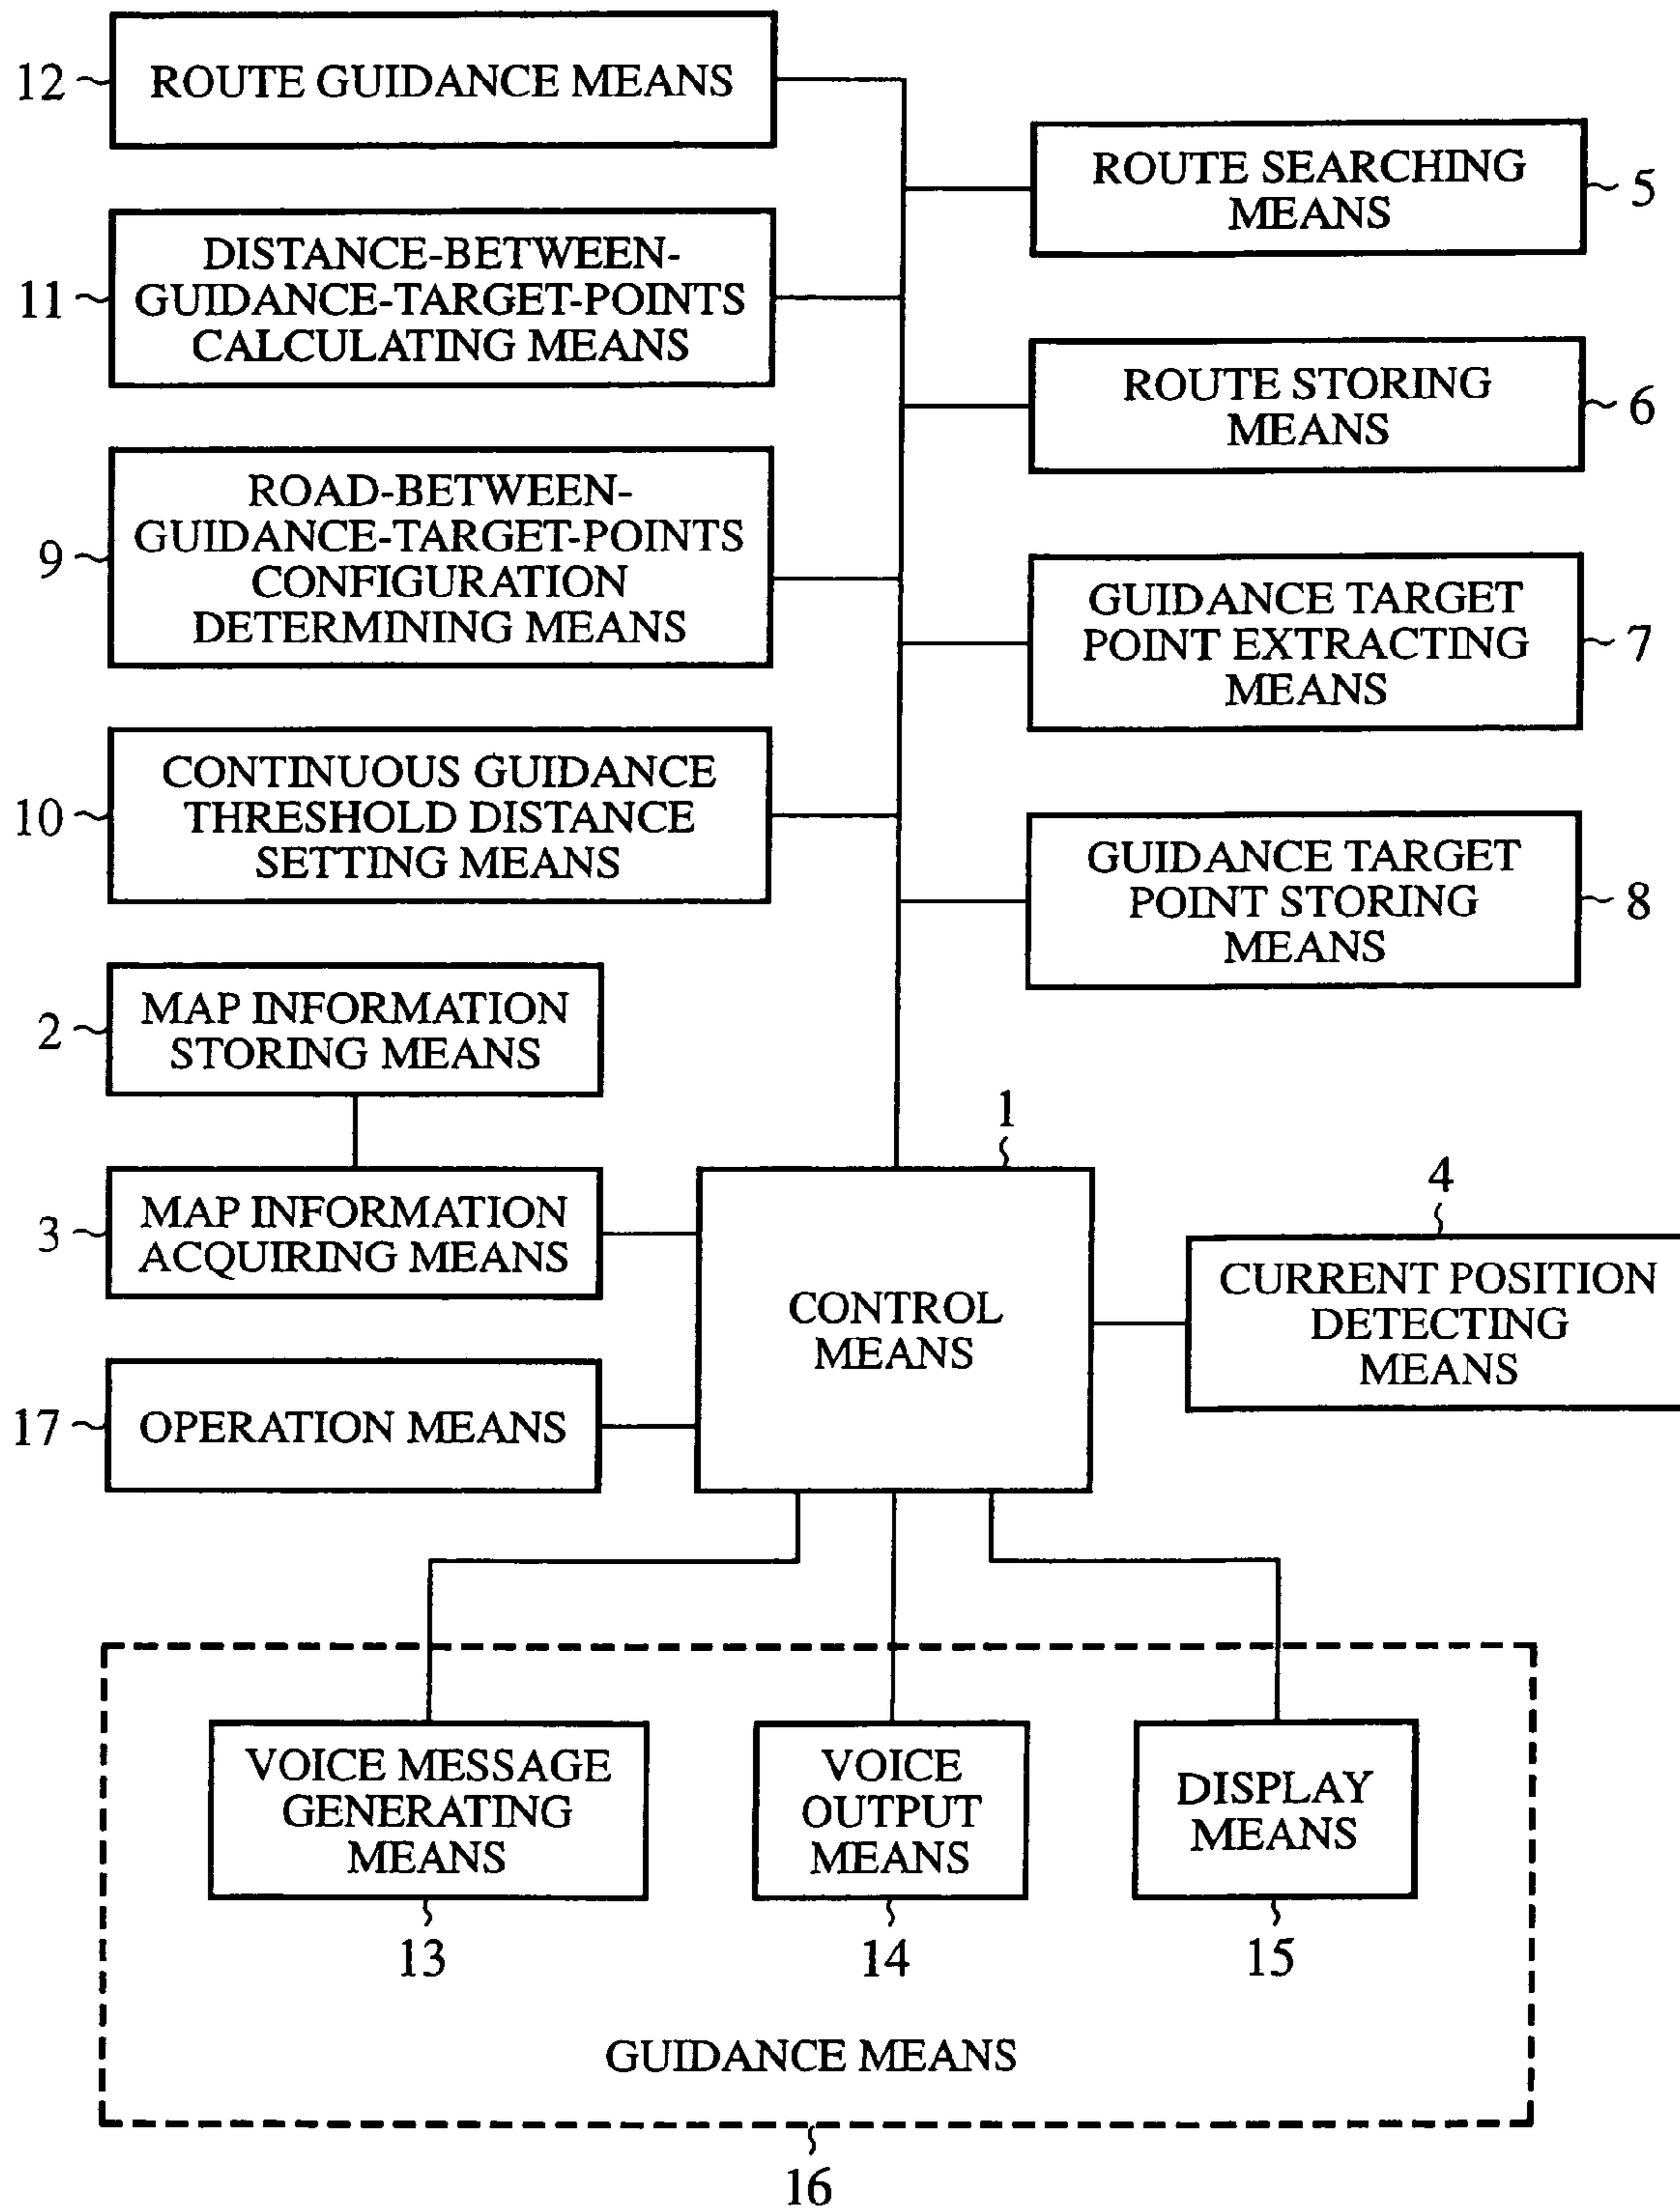 12
ROUTE GUIDANCE MEANS
ROUTE SEARCHING
MEANS
5
11
DISTANCE-BETWEEN-
GUIDANCE-TARGET-POINTS
CALCULATING MEANS
ROUTE STORING
MEANS
6
9
ROAD-BETWEEN-
GUIDANCE-TARGET-POINTS
CONFIGURATION
DETERMINING MEANS
GUIDANCE TARGET
POINT EXTRACTING
MEANS
7
10
CONTINUOUS GUIDANCE
THRESHOLD DISTANCE
SETTING MEANS
GUIDANCE TARGET
POINT STORING
MEANS
8
2
MAP INFORMATION
STORING MEANS
3
MAP INFORMATION
ACQUIRING MEANS
1
CONTROL
MEANS
4
CURRENT POSITION
DETECTING
MEANS
17
OPERATION MEANS
VOICE MESSAGE
GENERATING
MEANS
13
VOICE
OUTPUT
MEANS
14
DISPLAY
MEANS
15
GUIDANCE MEANS
16